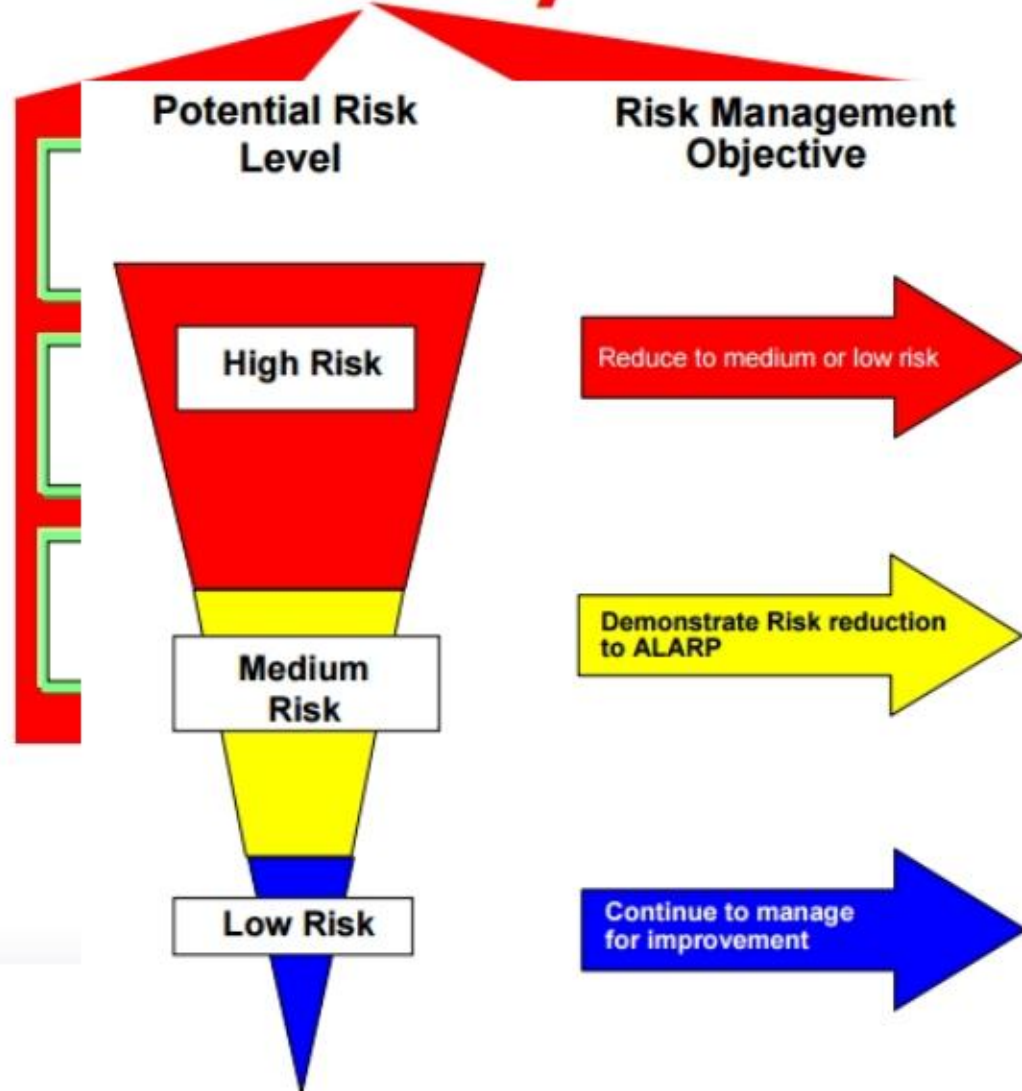 Potential Risk
Level
Risk Management
Objective
High Risk
Reduce to medium or low risk
Medium
Risk
Demonstrate Risk reduction
to ALARP
Low Risk
Continue to manage
for improvement